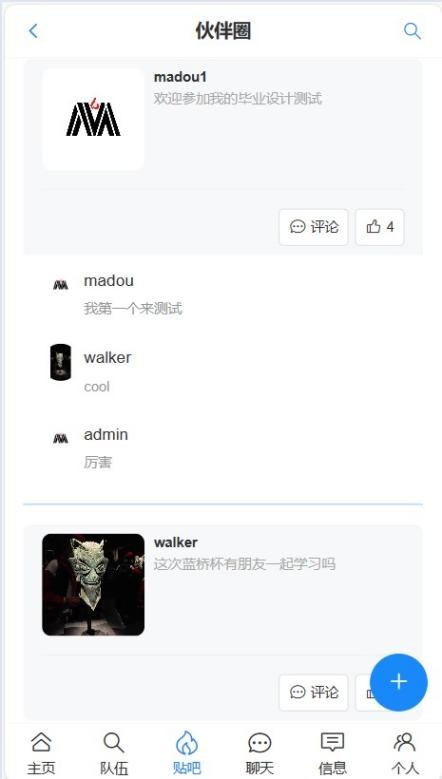 伙伴圈
madou1
欢迎参加我的毕业设计测试
评论 4
madou
我第一个来测试
walker
cool
admin
厉害
walker
这次蓝桥杯有朋友一起学习吗
评论
主页 队伍 贴吧 聊天 信息 个人